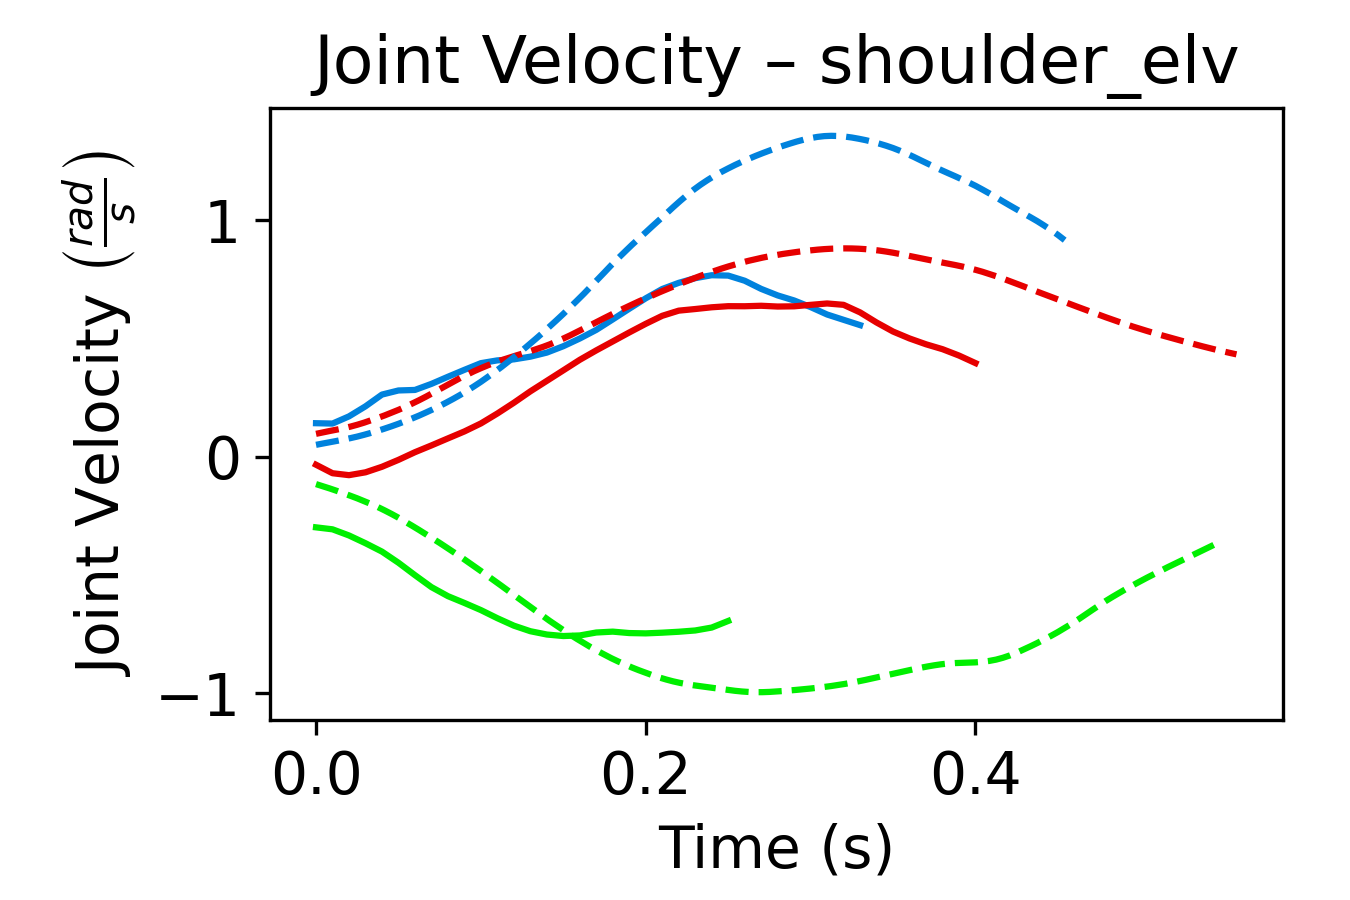 Joint Velocity – shoulder_elv
Joint Velocity (rad/s)
1
0
−1
0.0 0.2 0.4
Time (s)